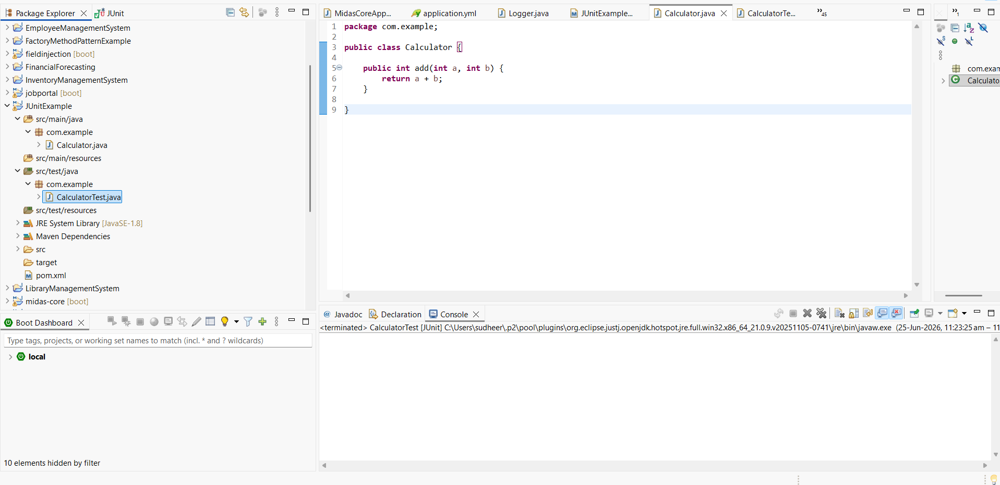 Package Explorer
JUnit
EmployeeManagementSystem
FactoryMethodPatternExample
fieldinjection [boot]
FinancialForecasting
InventoryManagementSystem
jobportal [boot]
JUnitExample
src/main/java
com.example
Calculator.java
src/main/resources
src/test/java
com.example
CalculatorTest.java
src/test/resources
JRE System Library [JavaSE-1.8]
Maven Dependencies
src
target
pom.xml
LibraryManagementSystem
midas-core [boot]
Boot Dashboard
Type tags, projects, or working set names to match (incl. * and ? wildcards)
local
10 elements hidden by filter
MidasCoreApp...
application.yml
Logger.java
JUnitExample...
Calculator.java
CalculatorTe...
»45
1 package com.example;
2
3 public class Calculator {
4
5 public int add(int a, int b) {
6 return a + b;
7 }
8
9 }
»1
com.exam
Calculato
@ Javadoc
Declaration
Console
<terminated> CalculatorTest [JUnit] C:\Users\sudheer\.p2\pool\plugins\org.eclipse.justj.openjdk.hotspot.jre.full.win32.x86_64_21.0.9.v20251105-0741\jre\bin\javaw.exe (25-Jun-2026, 11:23:25 am – 11